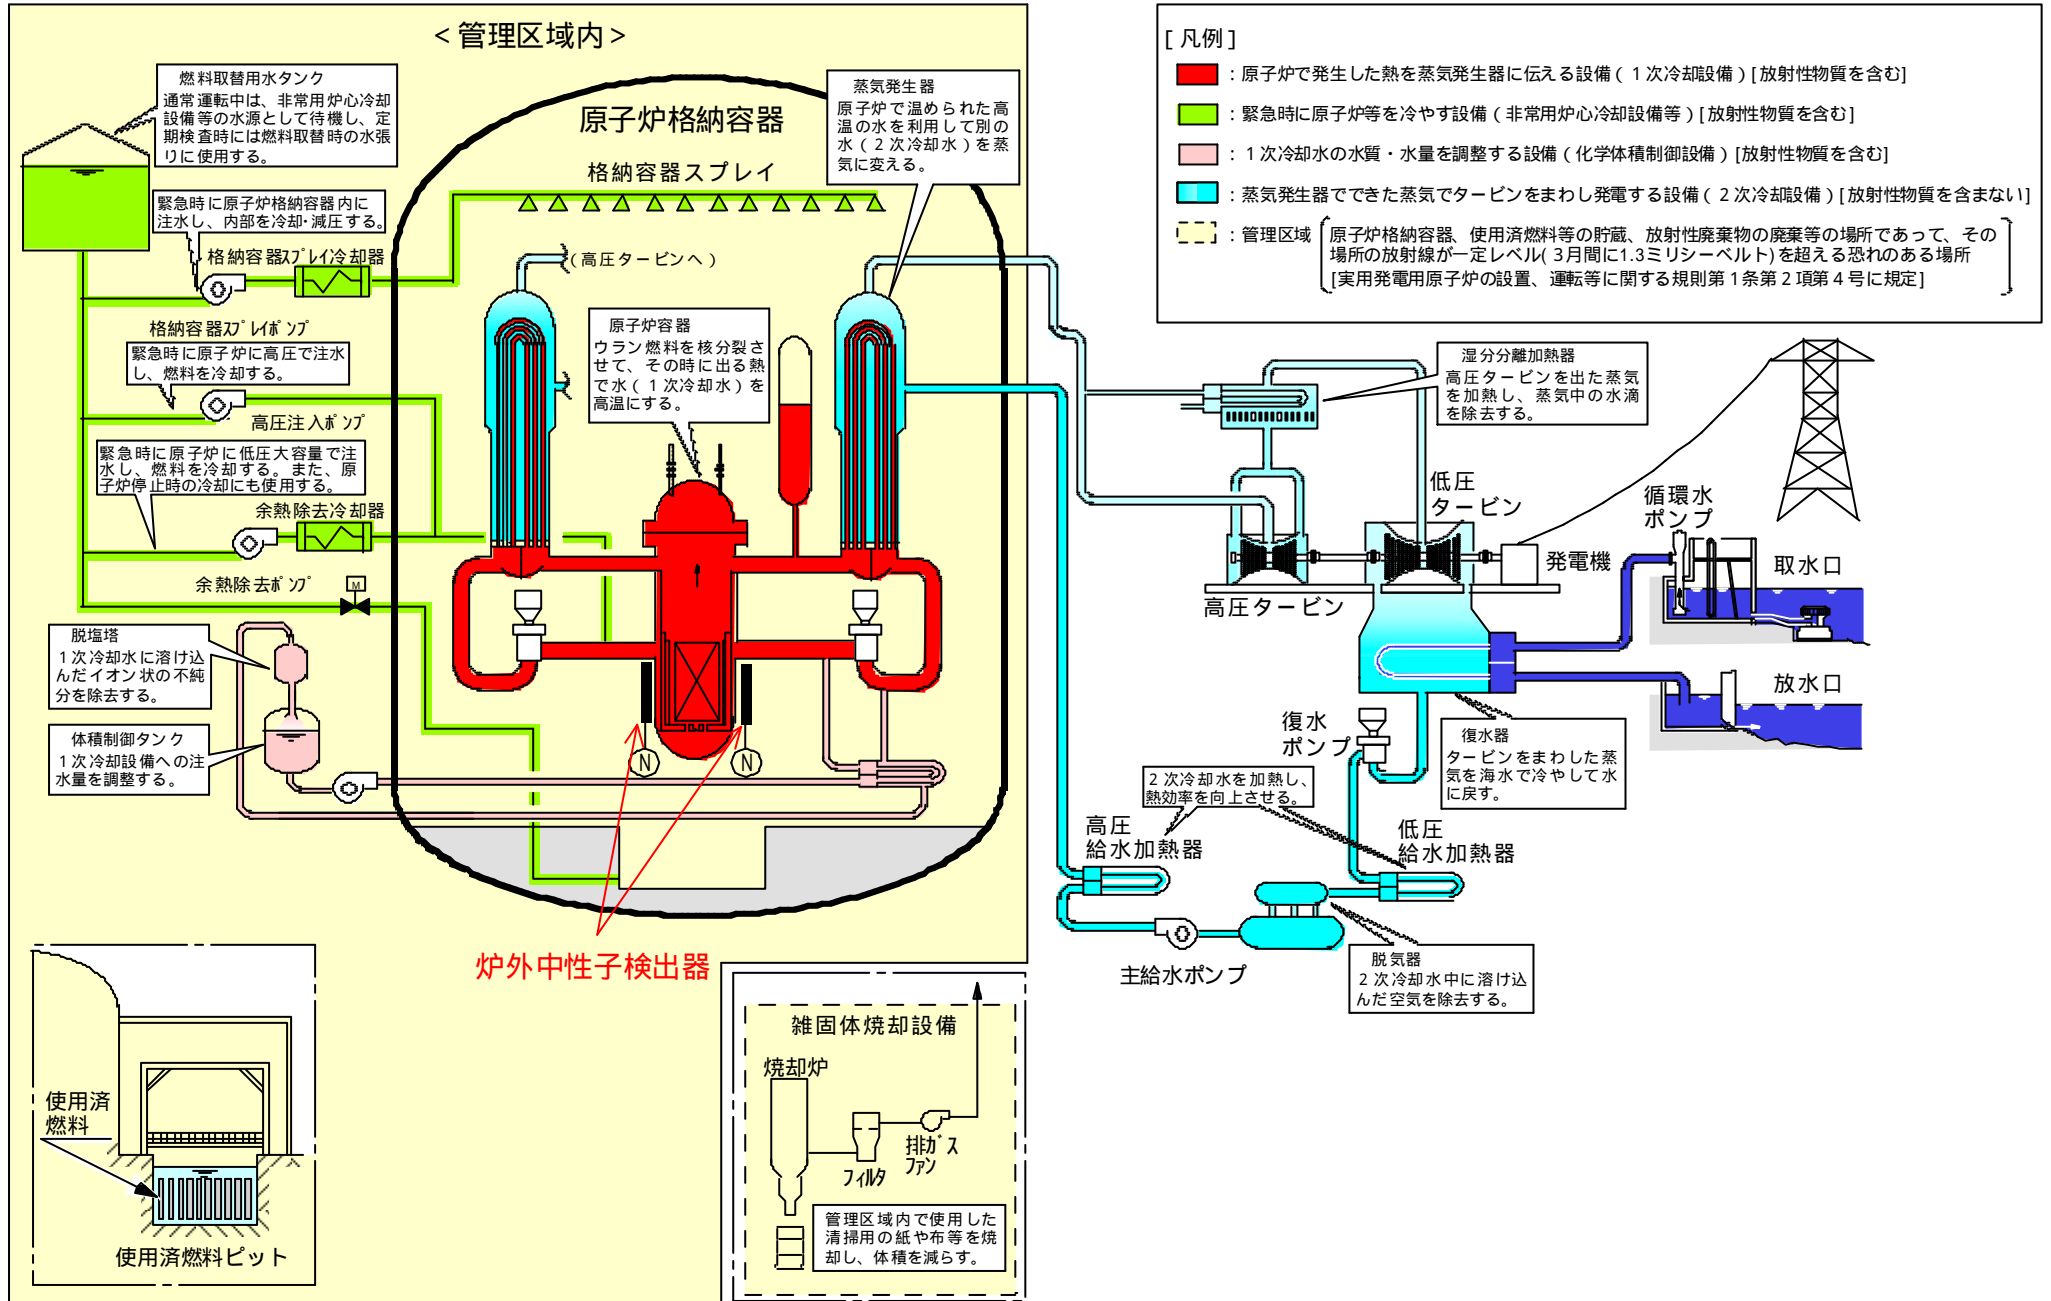 ＜管理区域内＞
燃料取替用水タンク
通常運転中は、非常用炉心冷却
設備等の水源として待機し、定
期検査時には燃料取替時の水張
りに使用する。
原子炉格納容器
格納容器スプレイ
蒸気発生器
原子炉で温められた高
温の水を利用して別の
水（２次冷却水）を蒸
気に変える。
緊急時に原子炉格納容器内に
注水し、内部を冷却・減圧する。
格納容器ｽﾌﾟﾚｲ冷却器
（高圧タービンへ）
格納容器ｽﾌﾟﾚｲﾎﾟﾝﾌﾟ
緊急時に原子炉に高圧で注水
し、燃料を冷却する。
高圧注入ﾎﾟﾝﾌﾟ
原子炉容器
ウラン燃料を核分裂さ
せて、その時に出る熱
で水（１次冷却水）を
高温にする。
緊急時に原子炉に低圧大容量で注
水し、燃料を冷却する。また、原
子炉停止時の冷却にも使用する。
余熱除去冷却器
余熱除去ﾎﾟﾝﾌﾟ
M
脱塩塔
１次冷却水に溶け込
んだイオン状の不純
分を除去する。
体積制御タンク
１次冷却設備への注
水量を調整する。
N
N
炉外中性子検出器
使用済
燃料
使用済燃料ピット
雑固体焼却設備
焼却炉
フィルタ
排ｶﾞｽ
ﾌｧﾝ
管理区域内で使用した
清掃用の紙や布等を焼
却し、体積を減らす。
[凡例]
：原子炉で発生した熱を蒸気発生器に伝える設備（１次冷却設備）[放射性物質を含む]
：緊急時に原子炉等を冷やす設備（非常用炉心冷却設備等）[放射性物質を含む]
：１次冷却水の水質・水量を調整する設備（化学体積制御設備）[放射性物質を含む]
：蒸気発生器でできた蒸気でタービンをまわし発電する設備（２次冷却設備）[放射性物質を含まない]
：管理区域
原子炉格納容器、使用済燃料等の貯蔵、放射性廃棄物の廃棄等の場所であって、その
場所の放射線が一定レベル(３月間に1.3ミリシーベルト)を超える恐れのある場所
[実用発電用原子炉の設置、運転等に関する規則第１条第２項第４号に規定]
湿分分離加熱器
高圧タービンを出た蒸気
を加熱し、蒸気中の水滴
を除去する。
低圧
タービン
高圧タービン
発電機
循環水
ポンプ
取水口
放水口
復水
ポンプ
復水器
タービンをまわした蒸
気を海水で冷やして水
に戻す。
２次冷却水を加熱し、
熱効率を向上させる。
高圧
給水加熱器
低圧
給水加熱器
主給水ポンプ
脱気器
２次冷却水中に溶け込
んだ空気を除去する。